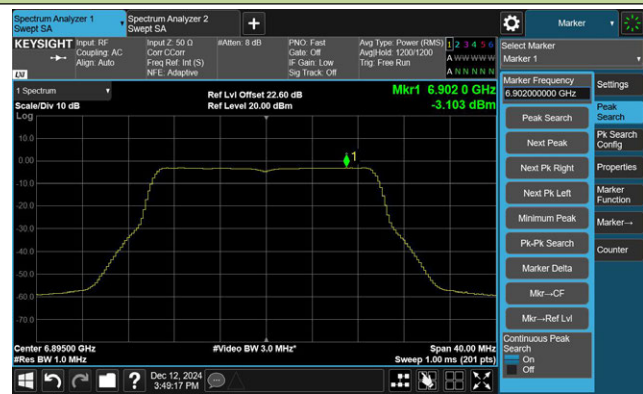 Spectrum Analyzer 1
Swept SA
Spectrum Analyzer 2
Swept SA
+
Marker
KEYSIGHT
Input: RF
Coupling: AC
Align: Auto
Input Z: 50 Ω
Corr CCorr
Freq Ref: Int (S)
NFE: Adaptive
#Atten: 8 dB
PNO: Fast
Gate: Off
IF Gain: Low
Sig Track: Off
Avg Type: Power (RMS)
Avg|Hold: 1200/1200
Trig: Free Run
1 2 3 4 5 6
A W W W W W
A N N N N N
LXI
Select Marker
Marker 1
1 Spectrum
Scale/Div 10 dB
Log
Ref Lvl Offset 22.60 dB
Ref Level 20.00 dBm
Mkr1 6.902 0 GHz
-3.103 dBm
10.0
0.00
-10.0
-20.0
-30.0
-40.0
-50.0
-60.0
-70.0
1
Center 6.89500 GHz
#Res BW 1.0 MHz
#Video BW 3.0 MHz*
Span 40.00 MHz
Sweep 1.00 ms (201 pts)
Marker Frequency
6.902000000 GHz
Peak Search
Next Peak
Next Pk Right
Next Pk Left
Minimum Peak
Pk-Pk Search
Marker Delta
Mkr→CF
Mkr→Ref Lvl
Continuous Peak
Search
On
Off
Settings
Peak
Search
Pk Search
Config
Properties
Marker
Function
Marker→
Counter
?
Dec 12, 2024
3:49:17 PM